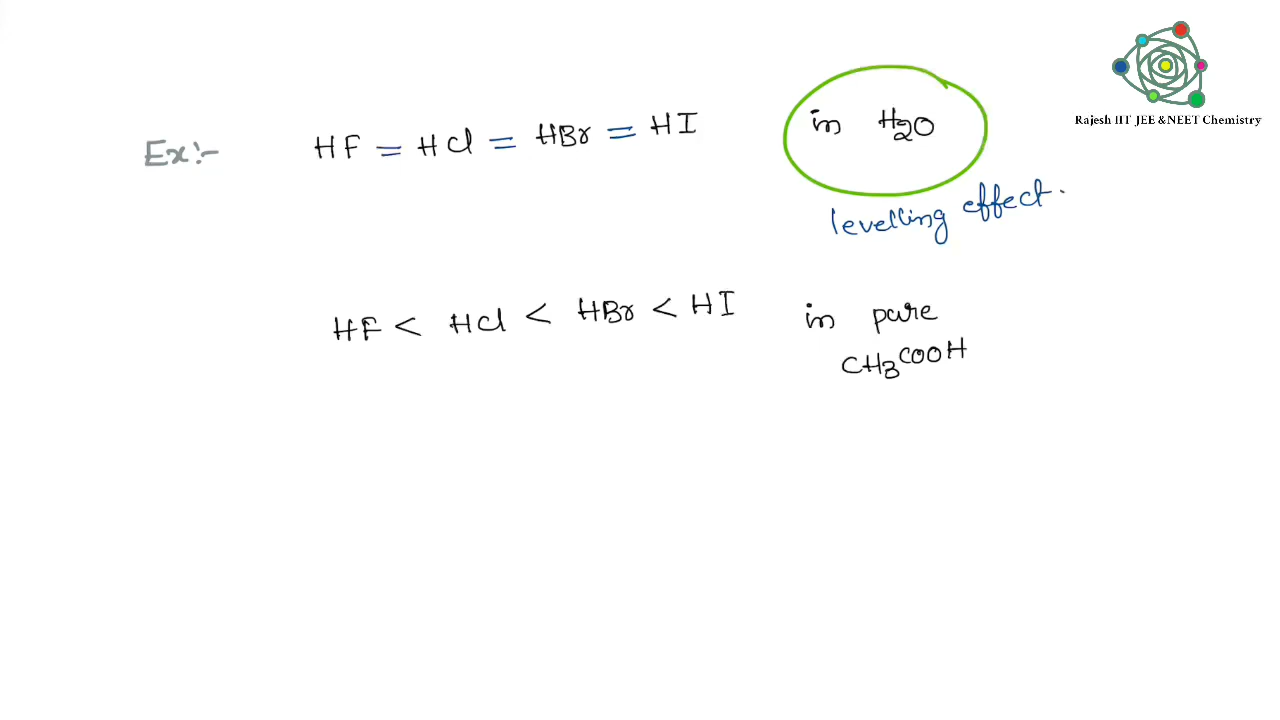 Rajesh IIT JEE &NEET Chemistry
Ex:- HF = HCl = HBr = HI in H2O
levelling effect.
HF < HCl < HBr < HI in pure
CH3COOH